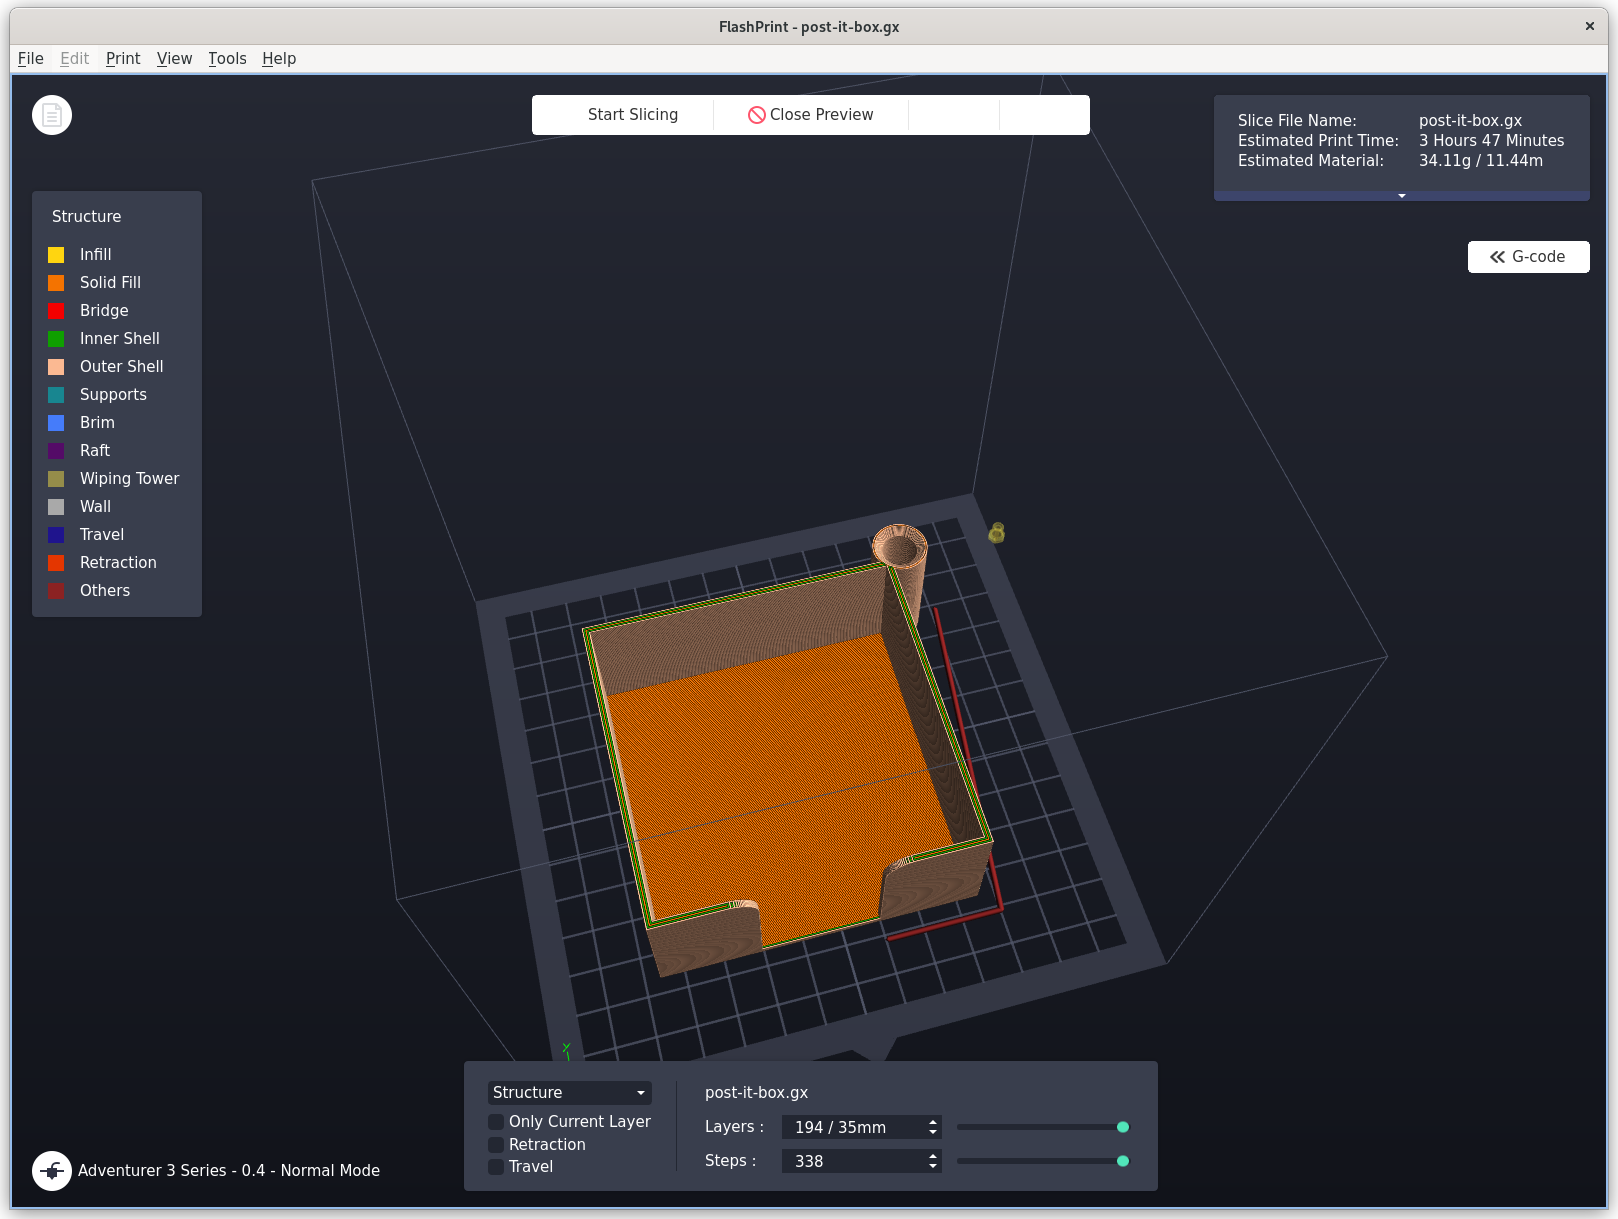 FlashPrint - post-it-box.gx
File Edit Print View Tools Help
Start Slicing Close Preview
Slice File Name: post-it-box.gx
Estimated Print Time: 3 Hours 47 Minutes
Estimated Material: 34.11g / 11.44m
G-code
Structure
Infill
Solid Fill
Bridge
Inner Shell
Outer Shell
Supports
Brim
Raft
Wiping Tower
Wall
Travel
Retraction
Others
Y
Structure
Only Current Layer
Retraction
Travel
post-it-box.gx
Layers : 194 / 35mm
Steps : 338
Adventurer 3 Series - 0.4 - Normal Mode